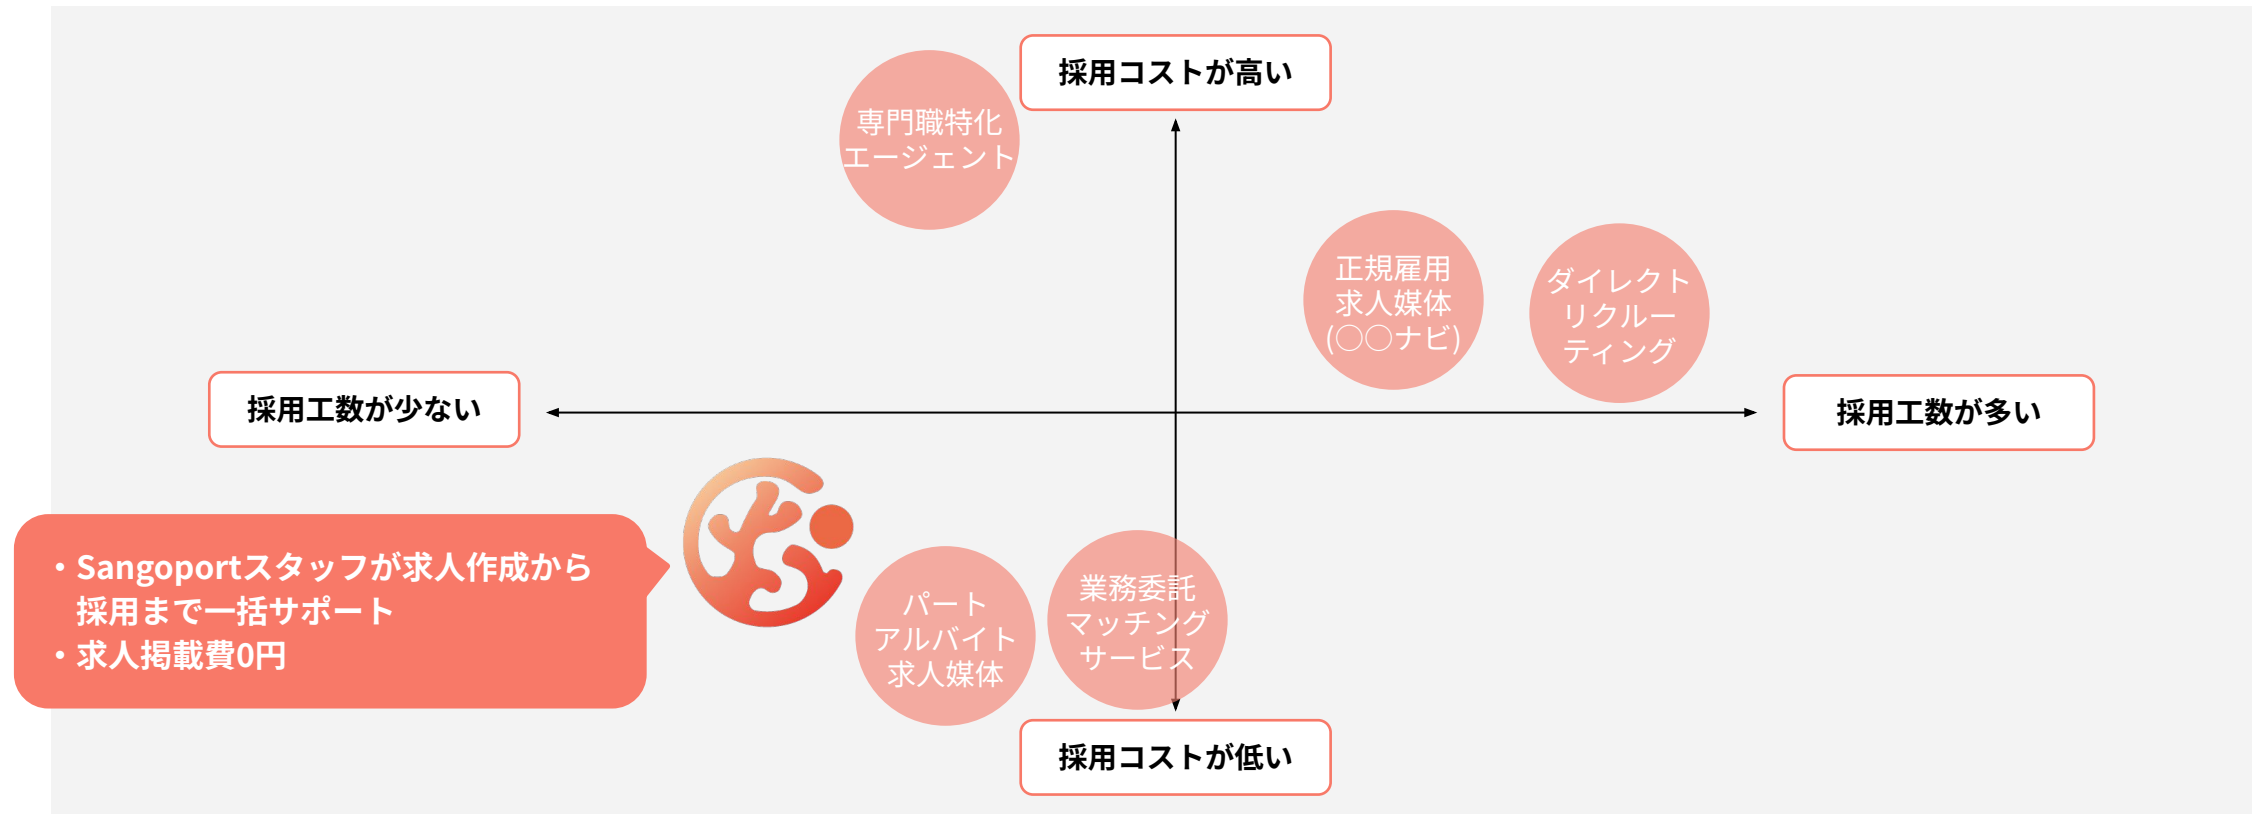 採用コストが高い
専門職特化
エージェント
正規雇用
求人媒体
(〇〇ナビ)
ダイレクト
リクルー
ティング
採用工数が少ない
採用工数が多い
・Sangoportスタッフが求人作成から
採用まで一括サポート
・求人掲載費0円
パート
アルバイト
求人媒体
業務委託
マッチング
サービス
採用コストが低い